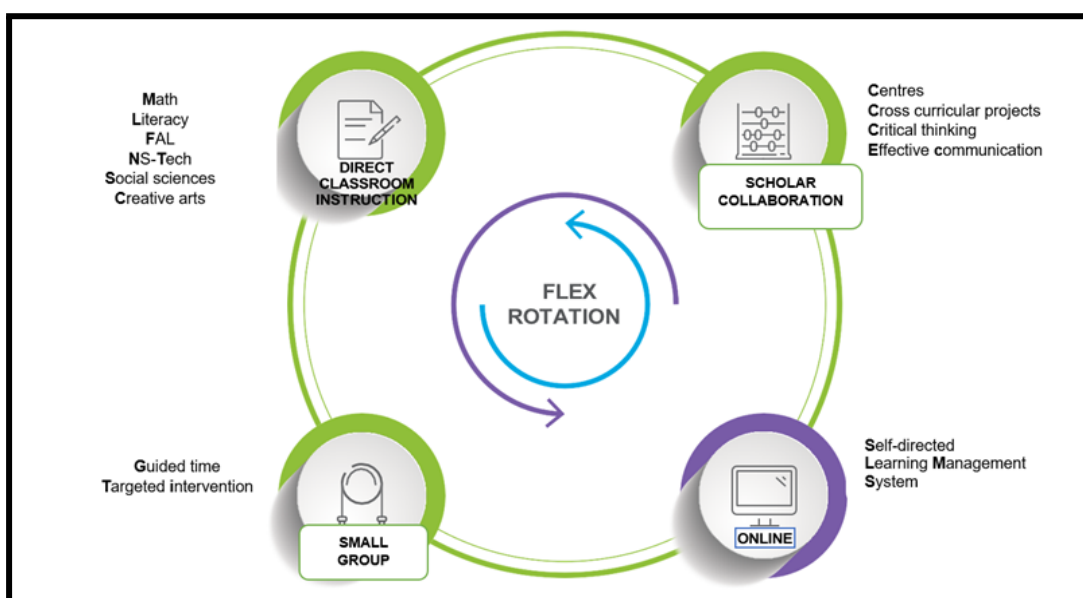 Math
Literacy
FAL
NS-Tech
Social sciences
Creative arts
DIRECT
CLASSROOM
INSTRUCTION
Centres
Cross curricular projects
Critical thinking
Effective communication
SCHOLAR
COLLABORATION
FLEX
ROTATION
Guided time
Targeted intervention
SMALL
GROUP
Self-directed
Learning Management
System
ONLINE